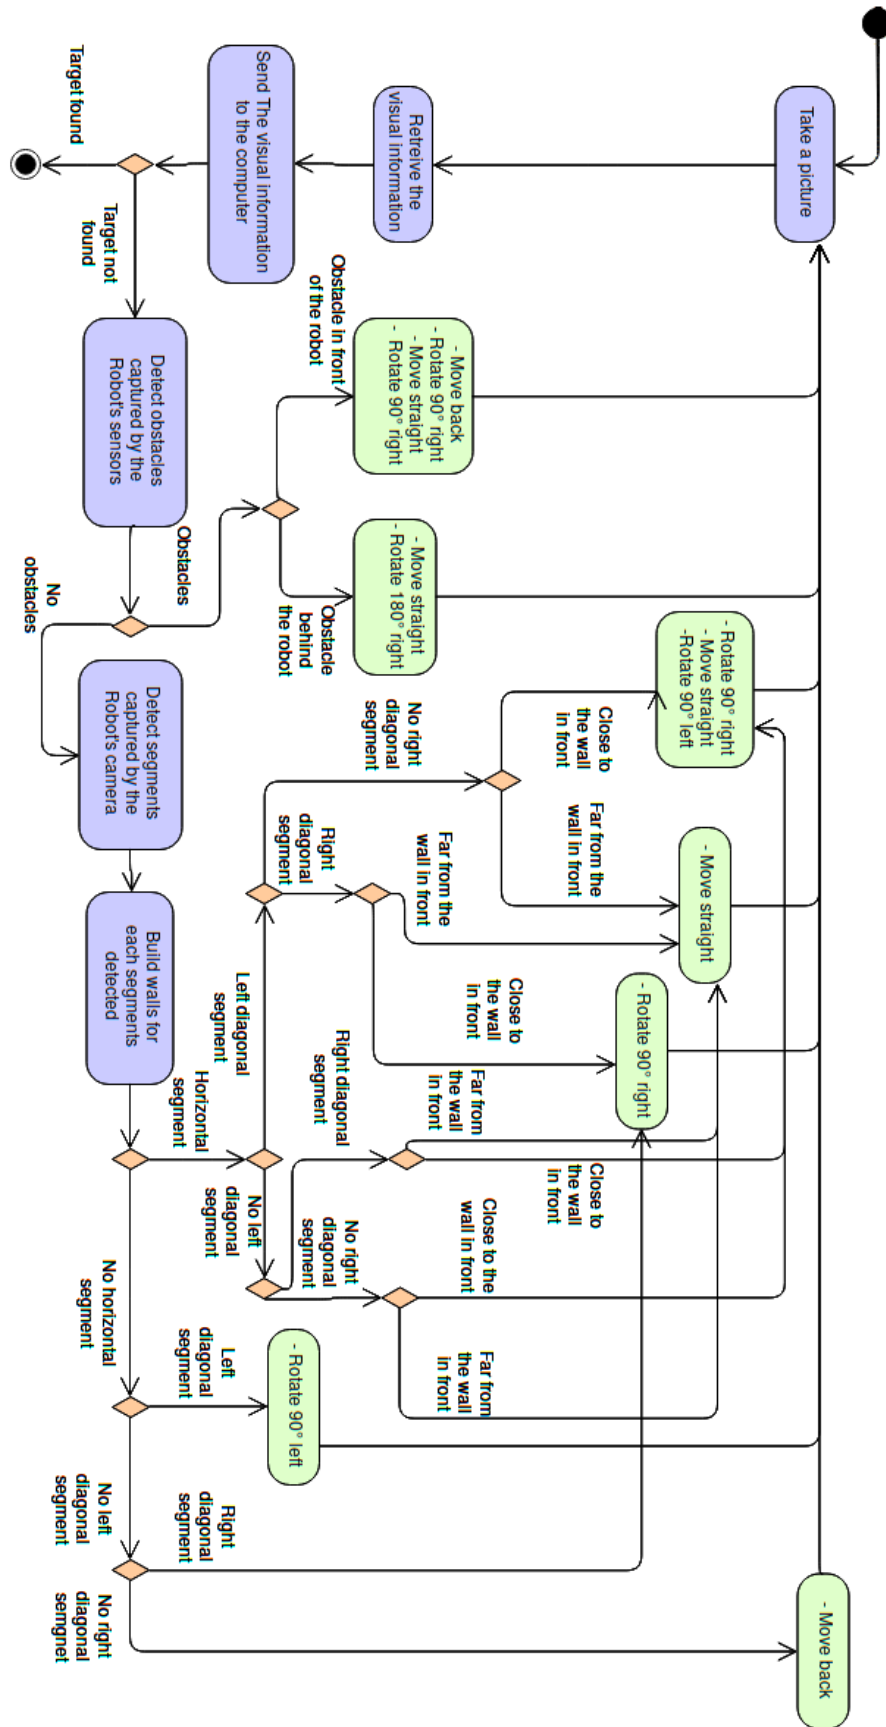 Take a picture
Retreive the
visual information
Send The visual information
to the computer
Target found
Target not
found
Detect obstacles
captured by the
Robot's sensors
Obstacles
No
obstacles
Obstacle in front
of the robot
- Move back
- Rotate 90° right
- Move straight
- Rotate 90° right
Obstacle
behind
the robot
- Move straight
- Rotate 180° right
Detect segments
captured by the
Robot's camera
Build walls for
each segments
detected
Horizontal
segment
No horizontal
segment
Left diagonal
segment
No left
diagonal
segment
No right
diagonal
segment
Right
diagonal
segment
Close to
the wall
in front
Far from the
wall in front
- Rotate 90° right
- Move straight
-Rotate 90° left
Far from the
wall in front
Close to
the wall
in front
- Move straight
- Rotate 90° right
Right diagonal
segment
Far from
the wall
in front
Close to
the wall
in front
No right
diagonal
segment
Close to the
wall in front
Far from
the wall
in front
Left
diagonal
segment
- Rotate 90° left
No left
diagonal
segment
Right
diagonal
segment
No right
diagonal
semgnet
- Move back